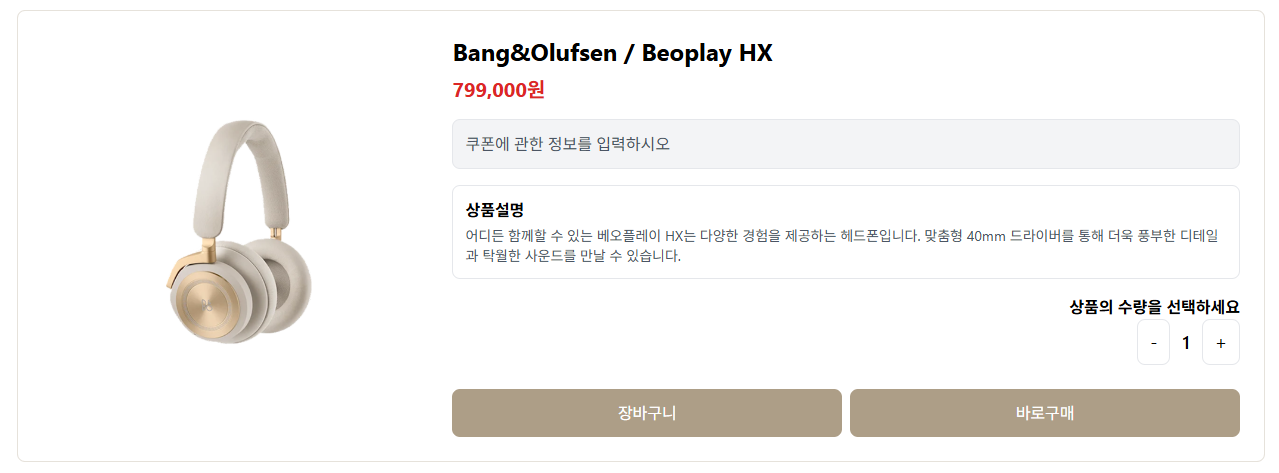 Bang&Olufsen / Beoplay HX
799,000원
쿠폰에 관한 정보를 입력하시오
상품설명
어디든 함께할 수 있는 베오플레이 HX는 다양한 경험을 제공하는 헤드폰입니다. 맞춤형 40mm 드라이버를 통해 더욱 풍부한 디테일
과 탁월한 사운드를 만날 수 있습니다.
상품의 수량을 선택하세요
- 1 +
장바구니 바로구매